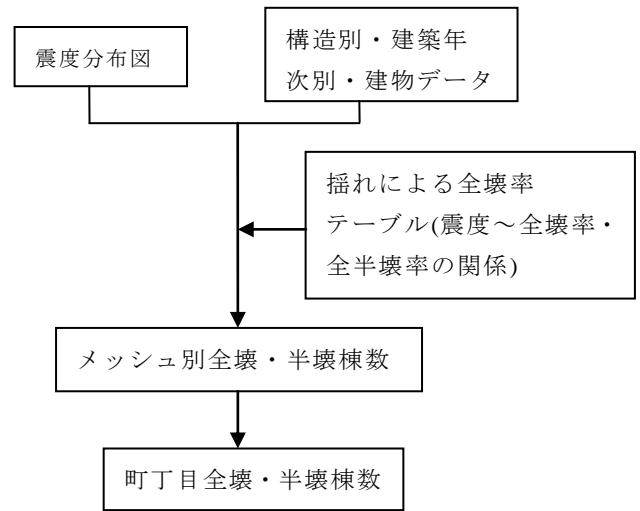 震度分布図
構造別・建築年
次別・建物データ
揺れによる全壊率
テーブル(震度～全壊率・
全半壊率の関係)
メッシュ別全壊・半壊棟数
町丁目全壊・半壊棟数